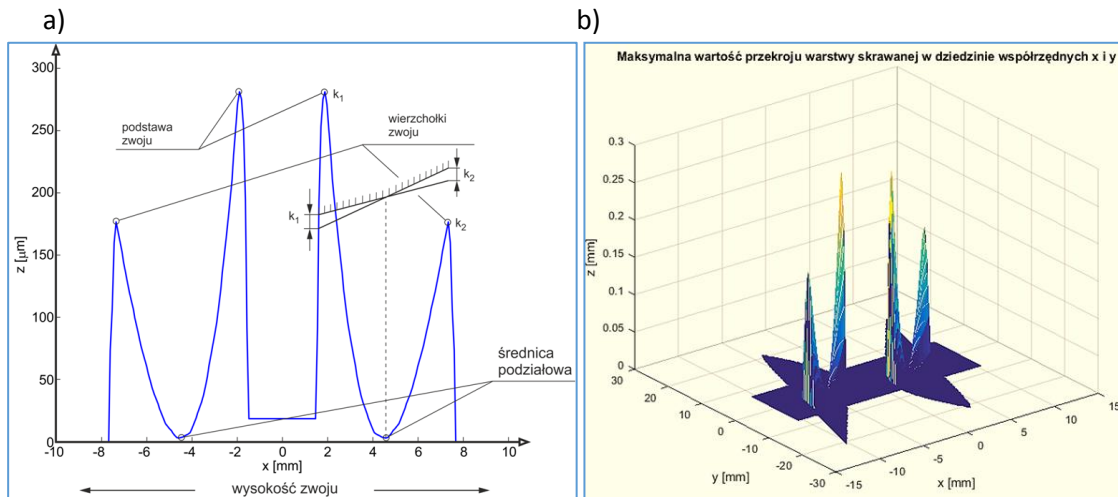 a)
b)
300
250
200
150
100
50
0
z [µm]
-10
-8
-6
-4
-2
0
2
4
6
8
10
x [mm]
wysokość zwoju
podstawa
zwoju
k₁
wierzchołki
zwoju
k₂
k₁
k₂
średnica
podziałowa
Maksymalna wartość przekroju warstwy skrawanej w dziedzinie współrzędnych x i y
0.3
0.25
0.2
0.15
0.1
0.05
0
z [mm]
30
20
10
0
-10
-20
-30
y [mm]
-15
-10
-5
0
5
10
15
x [mm]